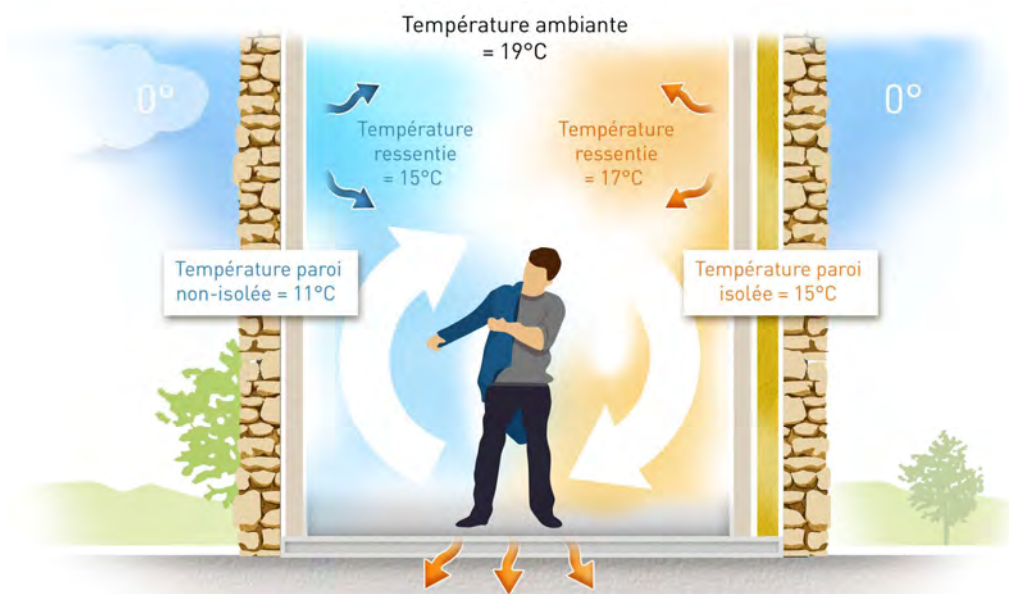 Température ambiante
= 19°C
0°
0°
Température
ressentie
= 15°C
Température
ressentie
= 17°C
Température paroi
non-isolée = 11°C
Température paroi
isolée = 15°C